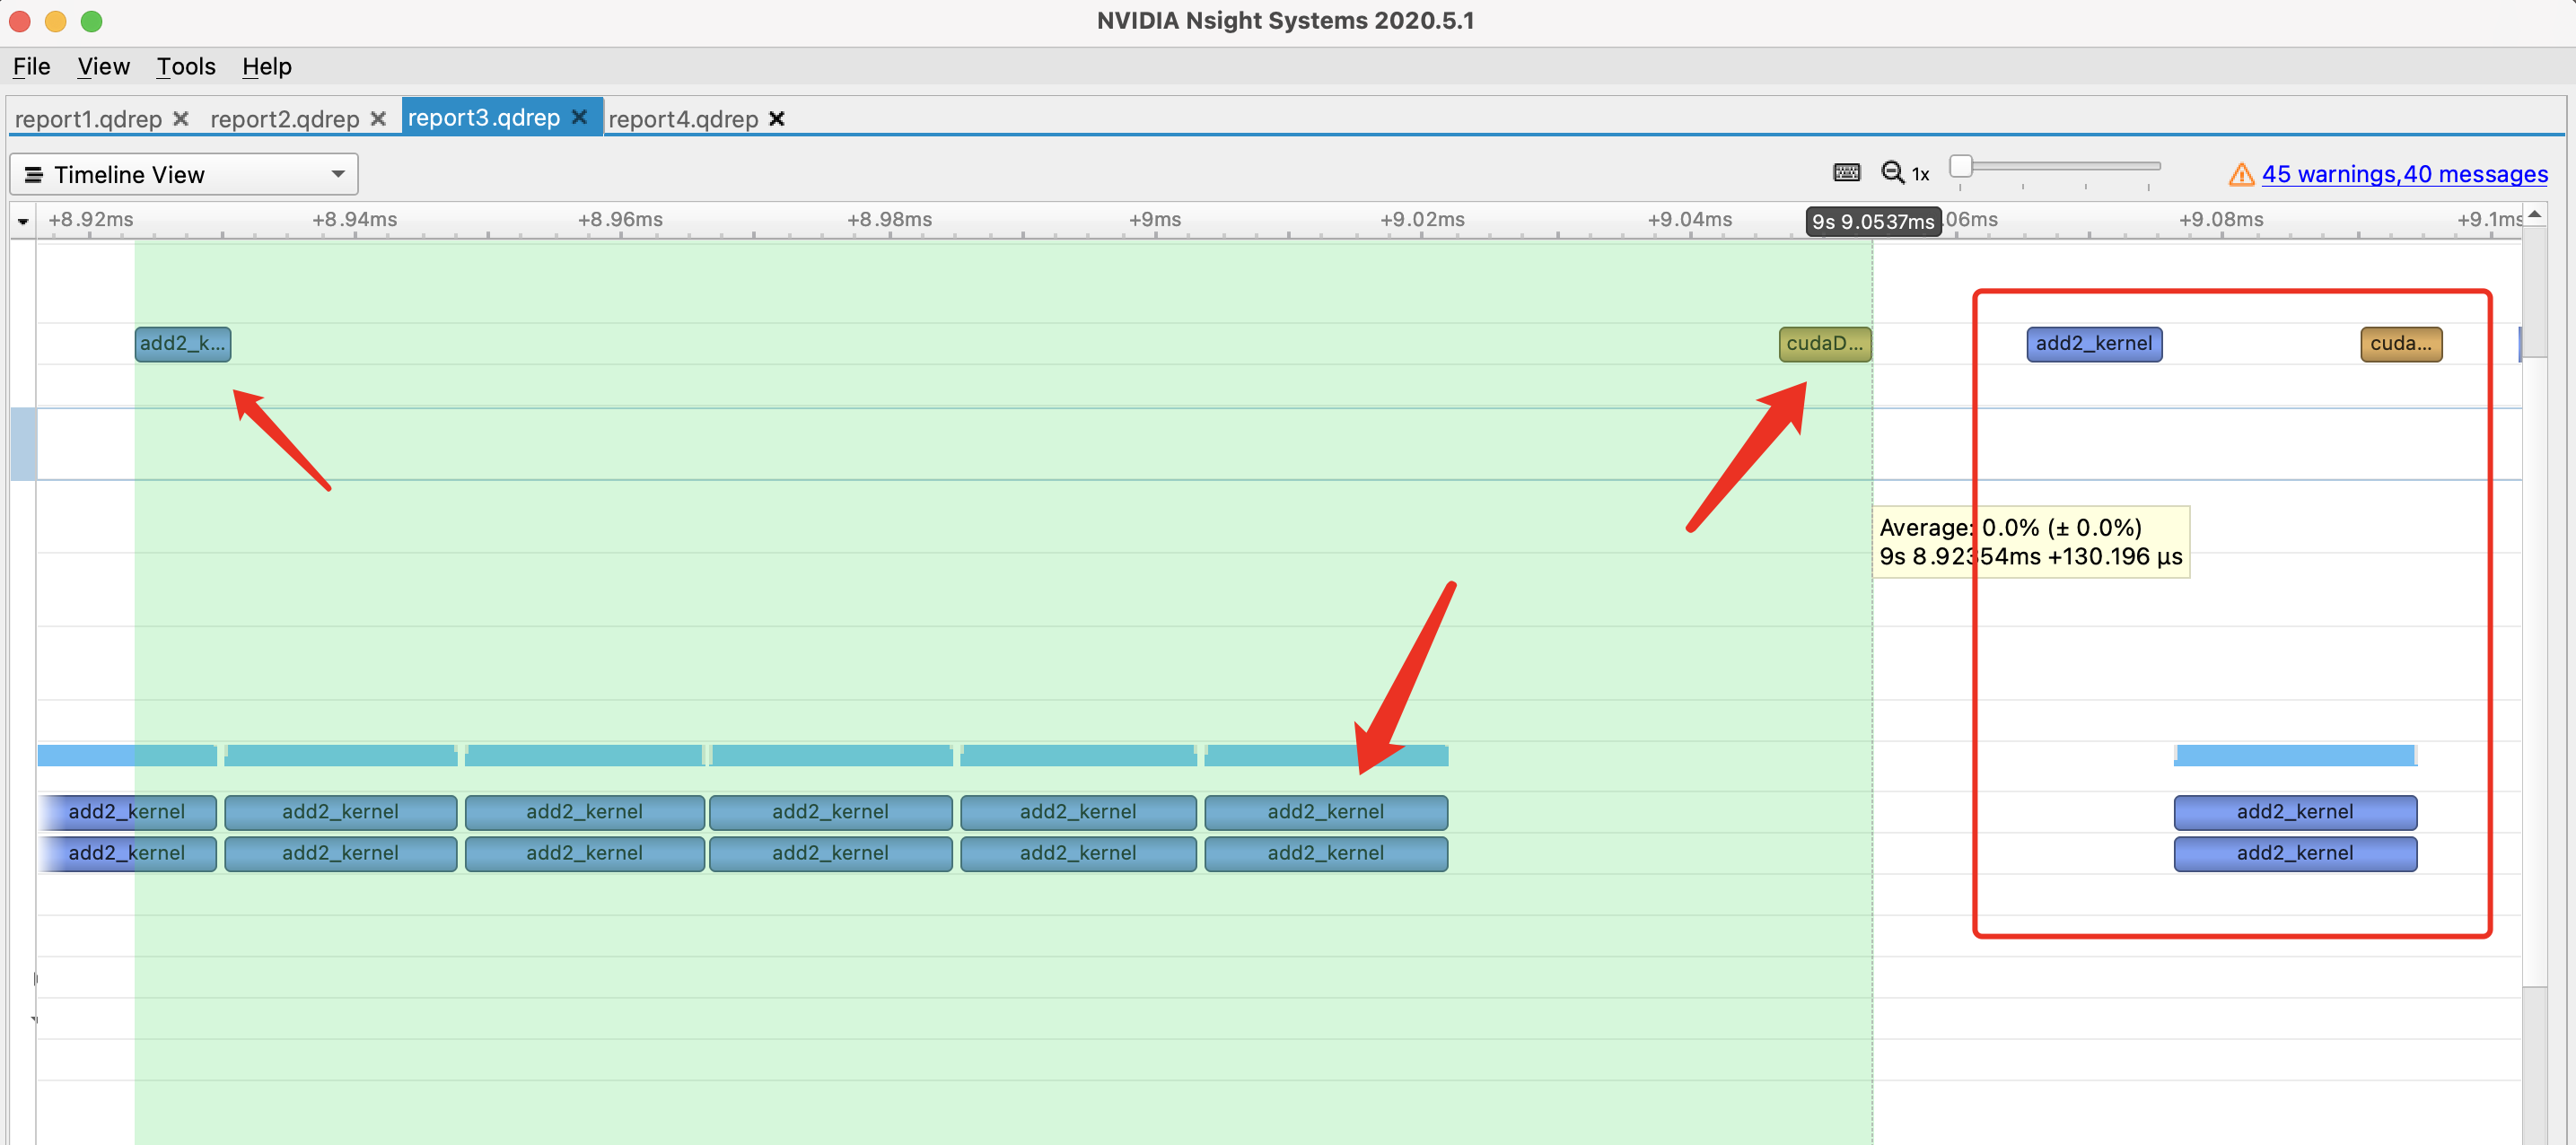 NVIDIA Nsight Systems 2020.5.1
File View Tools Help
report1.qdrep report2.qdrep report3.qdrep report4.qdrep
Timeline View 1x 45 warnings,40 messages
+8.92ms +8.94ms +8.96ms +8.98ms +9ms +9.02ms +9.04ms 9s 9.0537ms .06ms +9.08ms +9.1ms
add2_k... cudaD... add2_kernel cuda...
Average: 0.0% (± 0.0%)
9s 8.92354ms +130.196 µs
add2_kernel add2_kernel add2_kernel add2_kernel add2_kernel add2_kernel add2_kernel
add2_kernel add2_kernel add2_kernel add2_kernel add2_kernel add2_kernel add2_kernel